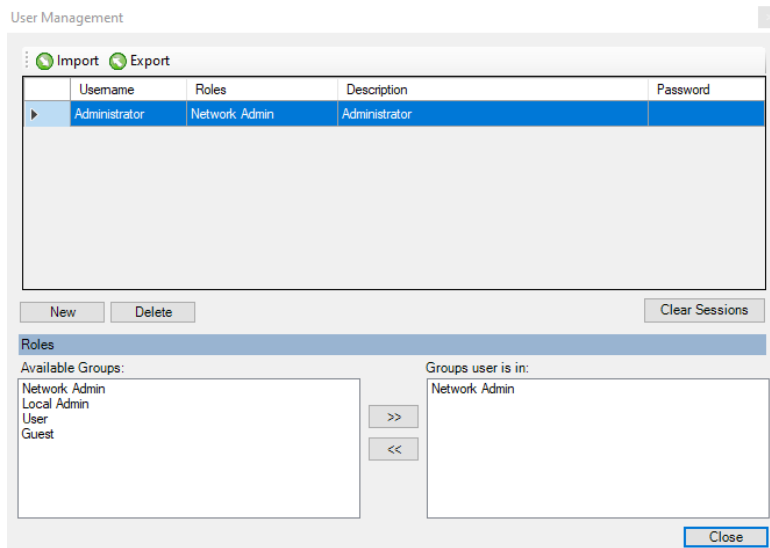 User Management
Import Export
Username Roles Description Password
Administrator Network Admin Administrator
New Delete Clear Sessions
Roles
Available Groups: Groups user is in:
Network Admin Network Admin
Local Admin
User
Guest
>>
<<
Close